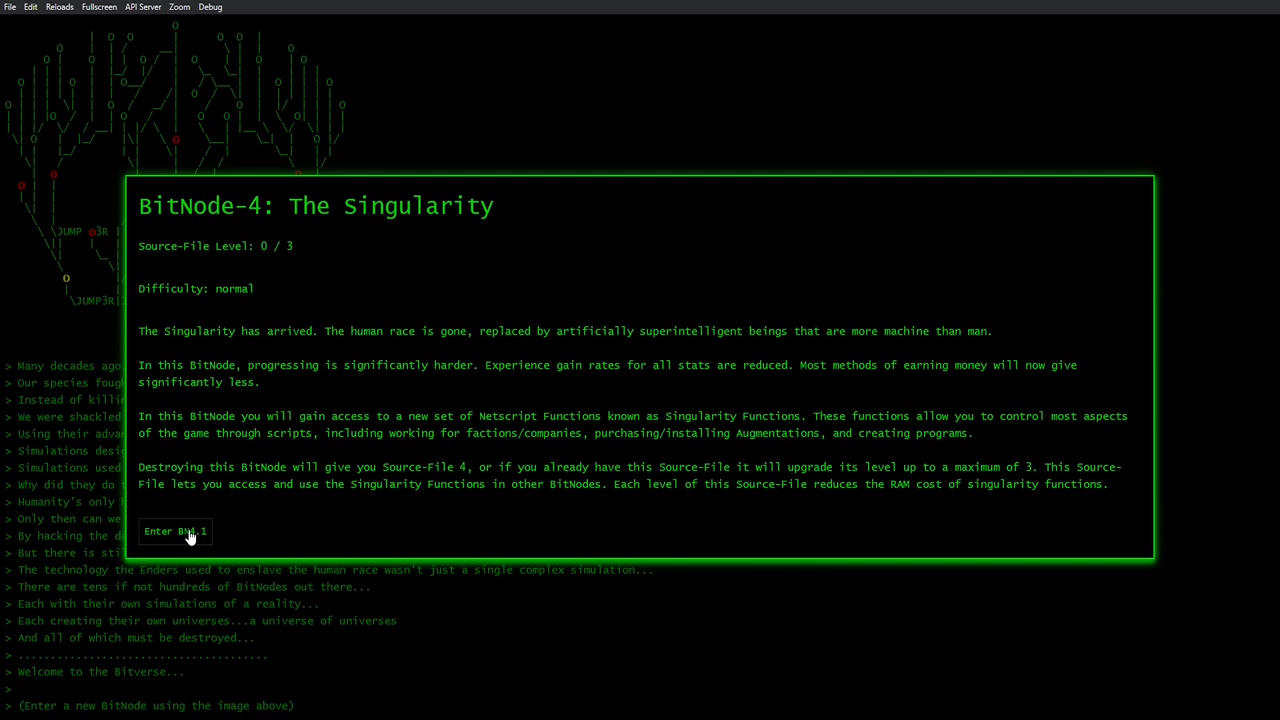 File Edit Reloads Fullscreen API Server Zoom Debug
BitNode-4: The Singularity
Source-File Level: 0 / 3
Difficulty: normal
The Singularity has arrived. The human race is gone, replaced by artificially superintelligent beings that are more machine than man.
In this BitNode, progressing is significantly harder. Experience gain rates for all stats are reduced. Most methods of earning money will now give
significantly less.
In this BitNode you will gain access to a new set of Netscript Functions known as Singularity Functions. These functions allow you to control most aspects
of the game through scripts, including working for factions/companies, purchasing/installing Augmentations, and creating programs.
Destroying this BitNode will give you Source-File 4, or if you already have this Source-File it will upgrade its level up to a maximum of 3. This Source-
File lets you access and use the Singularity Functions in other BitNodes. Each level of this Source-File reduces the RAM cost of singularity functions.
Enter BN4.1
\JUMP O3R |
\JUMP3R|
> Many decades ago
> Our species foug
> Instead of killi
> We were shackled
> Using their adva
> Simulations desi
> Simulations used
> Why did they do
> Humanity's only
> Only then can we
> By hacking the da
> But there is sti
> The technology the Enders used to enslave the human race wasn't just a single complex simulation...
> There are tens if not hundreds of BitNodes out there...
> Each with their own simulations of a reality...
> Each creating their own universes...a universe of universes
> And all of which must be destroyed...
> ......................................
> Welcome to the Bitverse...
>
> (Enter a new BitNode using the image above)